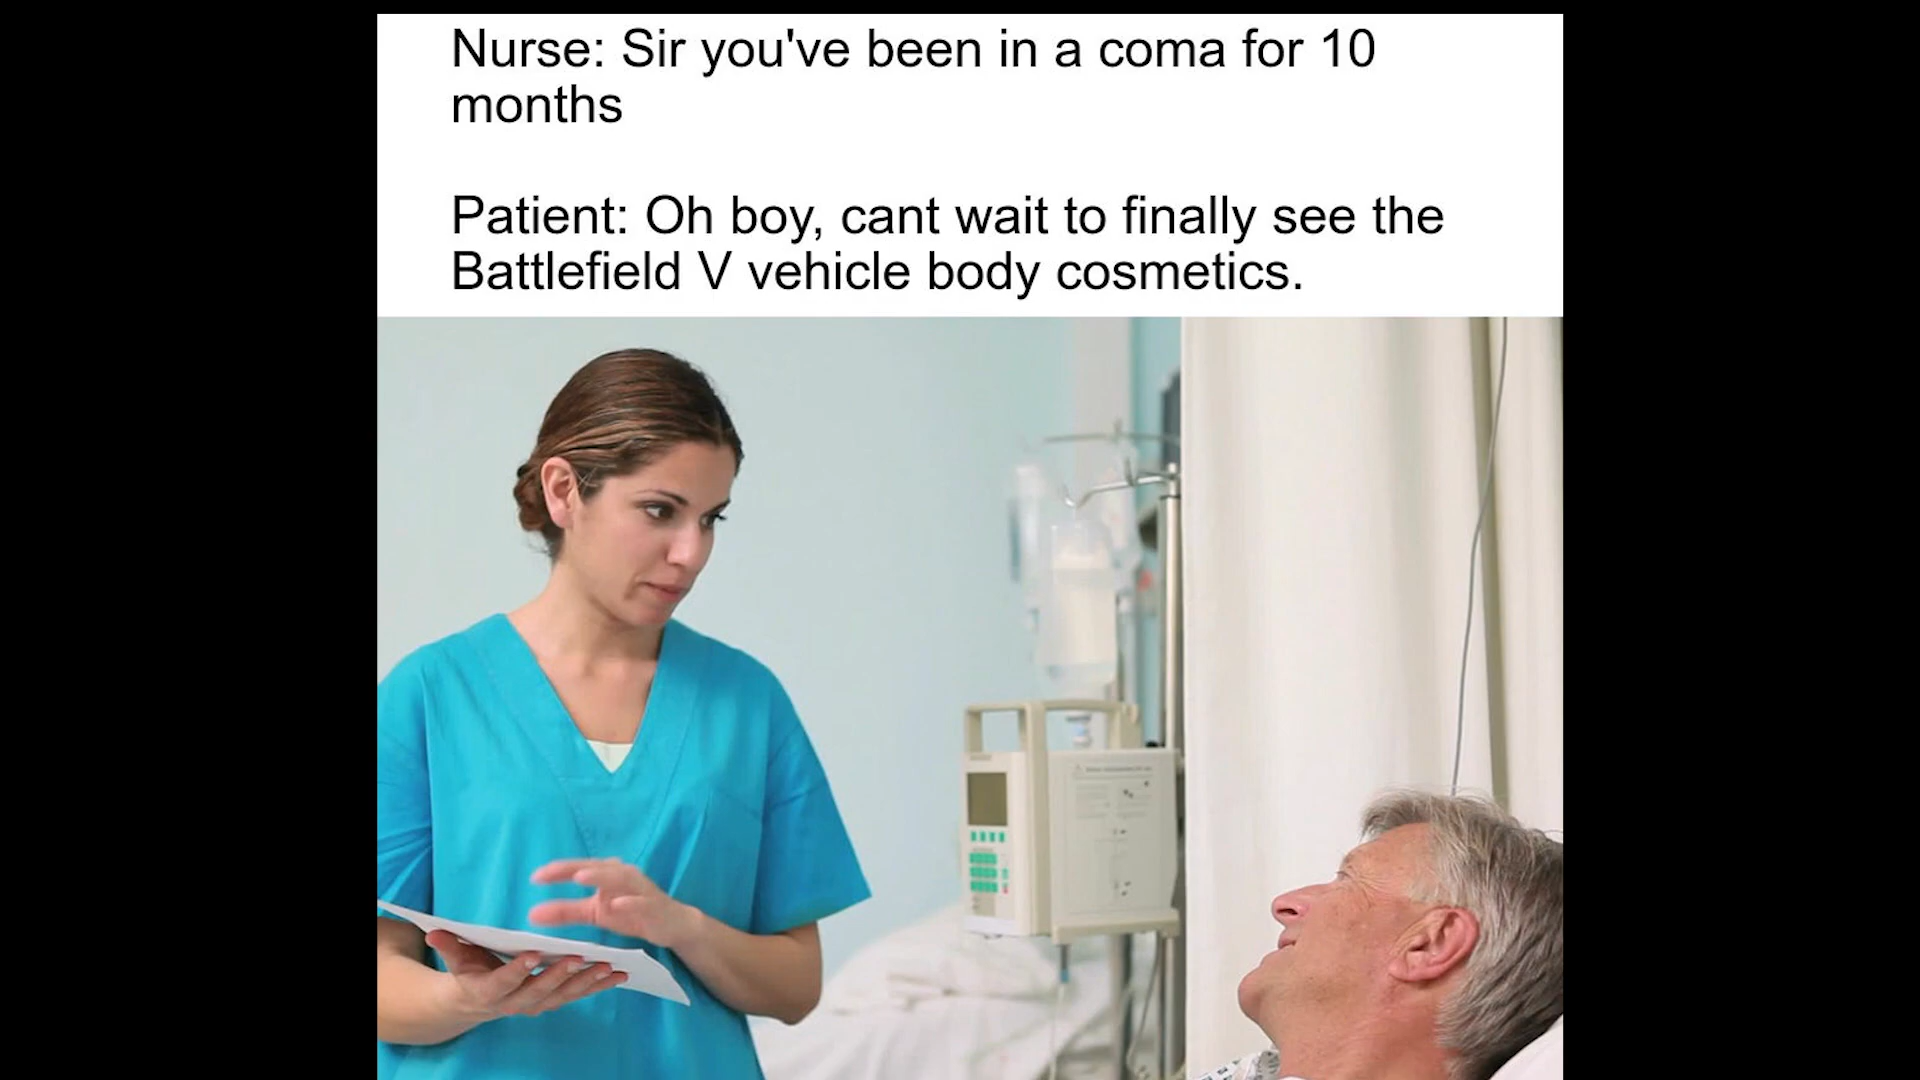 Nurse: Sir you've been in a coma for 10
months
Patient: Oh boy, cant wait to finally see the
Battlefield V vehicle body cosmetics.